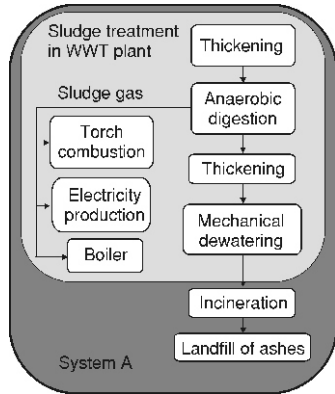 Sludge treatment
in WWT plant
Thickening
Sludge gas
Anaerobic
digestion
Torch
combustion
Thickening
Electricity
production
Mechanical
dewatering
Boiler
Incineration
Landfill of ashes
System A